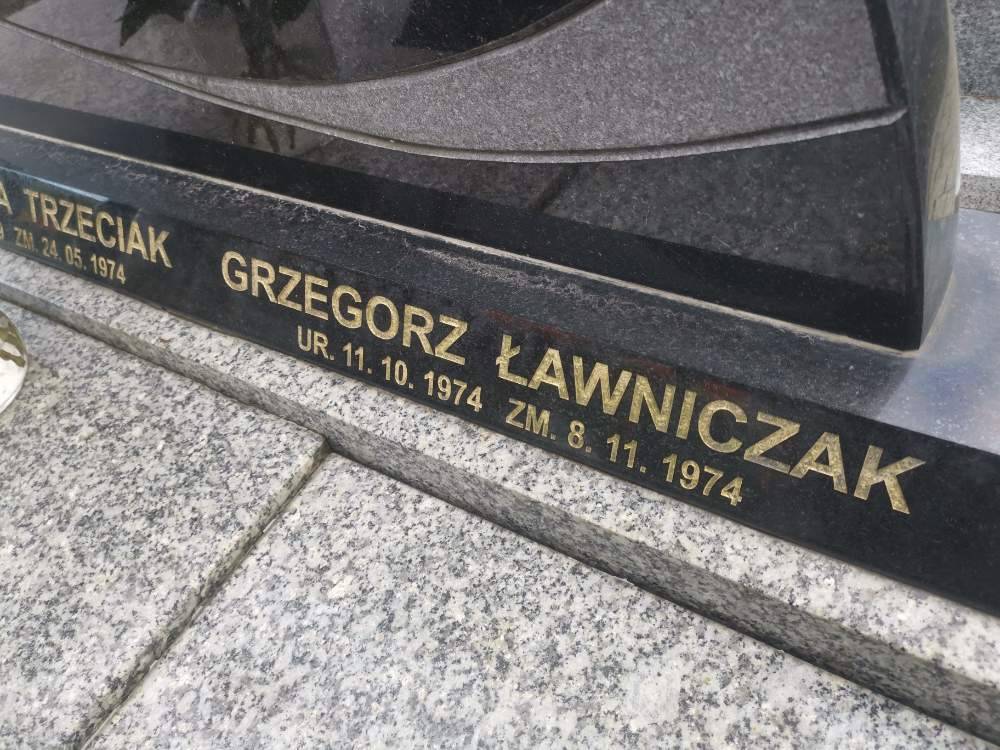 TRZECIAK
ZM. 24.05.1974
GRZEGORZ ŁAWNICZAK
UR. 11. 10. 1974 ZM. 8. 11. 1974